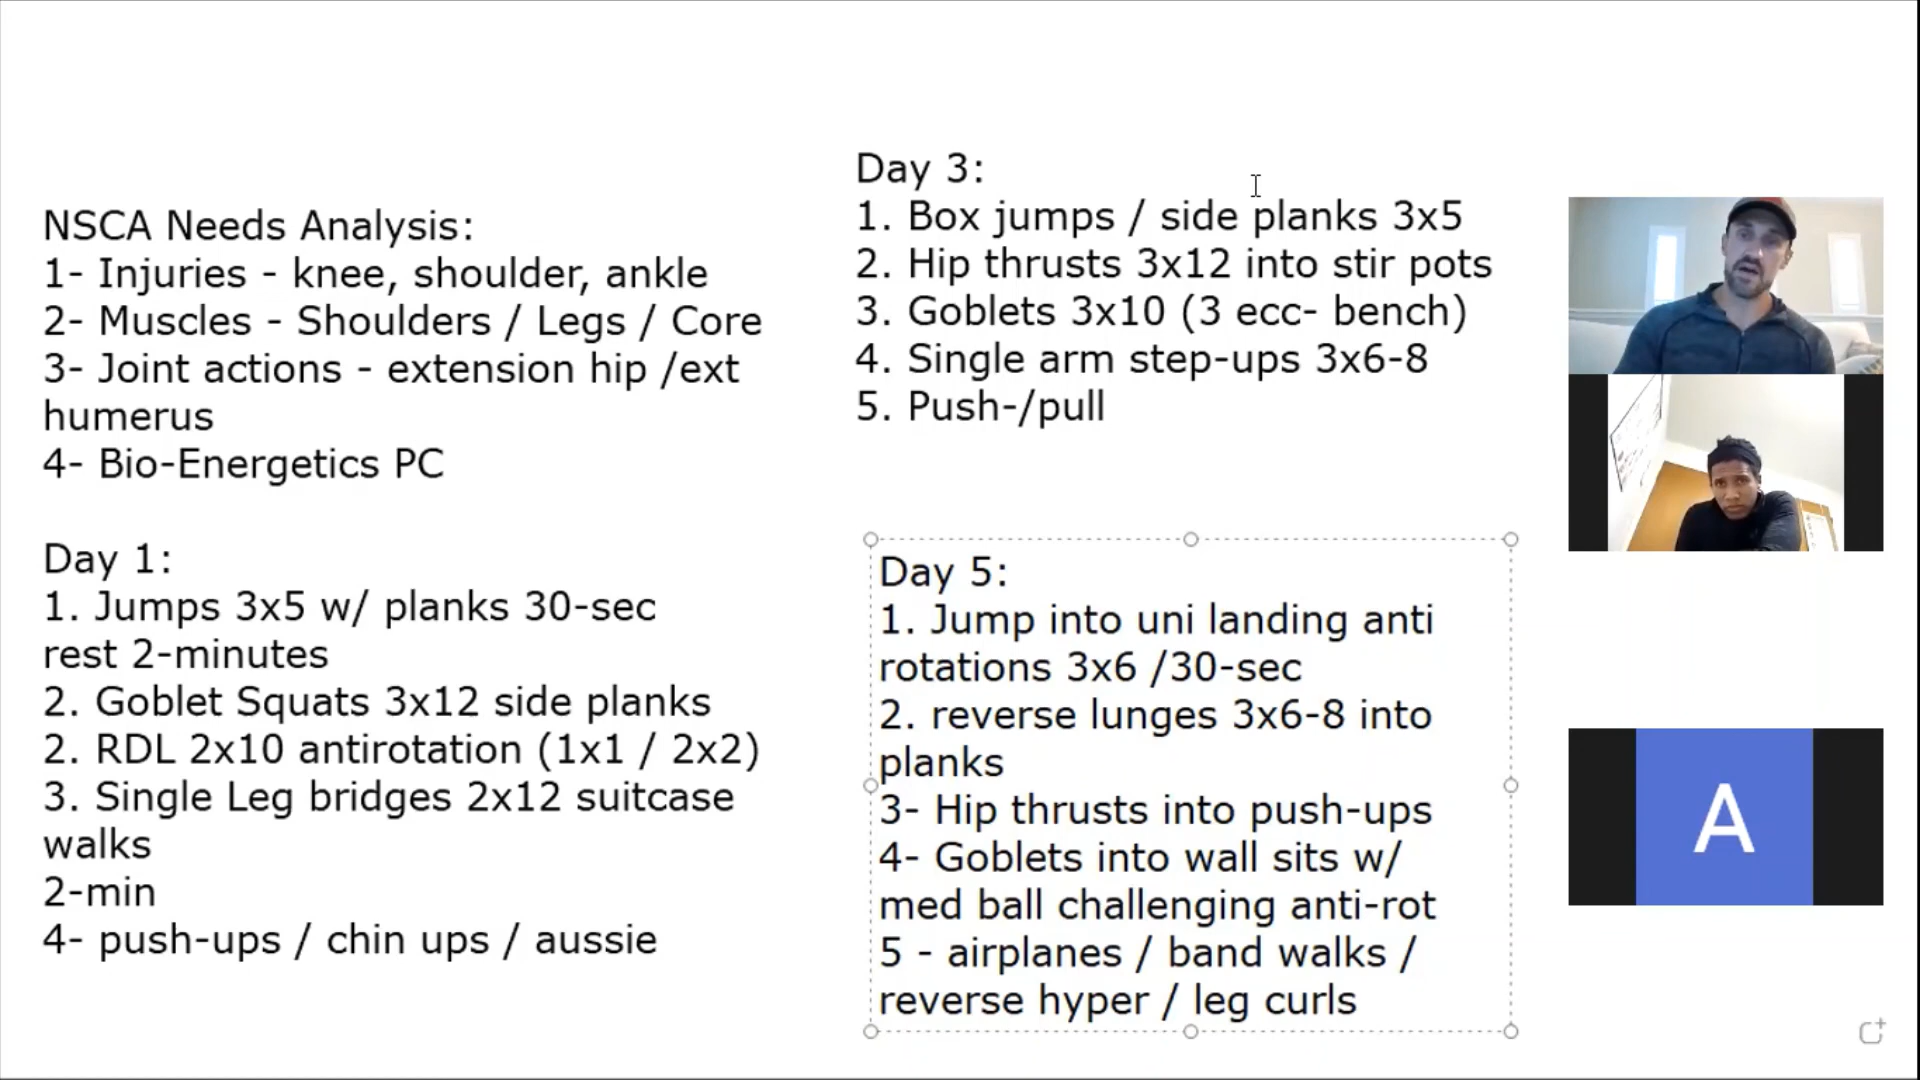 NSCA Needs Analysis:
1- Injuries - knee, shoulder, ankle
2- Muscles - Shoulders / Legs / Core
3- Joint actions - extension hip /ext
humerus
4- Bio-Energetics PC
Day 1:
1. Jumps 3x5 w/ planks 30-sec
rest 2-minutes
2. Goblet Squats 3x12 side planks
2. RDL 2x10 antirotation (1x1 / 2x2)
3. Single Leg bridges 2x12 suitcase
walks
2-min
4- push-ups / chin ups / aussie
Day 3:
1. Box jumps / side planks 3x5
2. Hip thrusts 3x12 into stir pots
3. Goblets 3x10 (3 ecc- bench)
4. Single arm step-ups 3x6-8
5. Push-/pull
Day 5:
1. Jump into uni landing anti
rotations 3x6 /30-sec
2. reverse lunges 3x6-8 into
planks
3- Hip thrusts into push-ups
4- Goblets into wall sits w/
med ball challenging anti-rot
5 - airplanes / band walks /
reverse hyper / leg curls
A